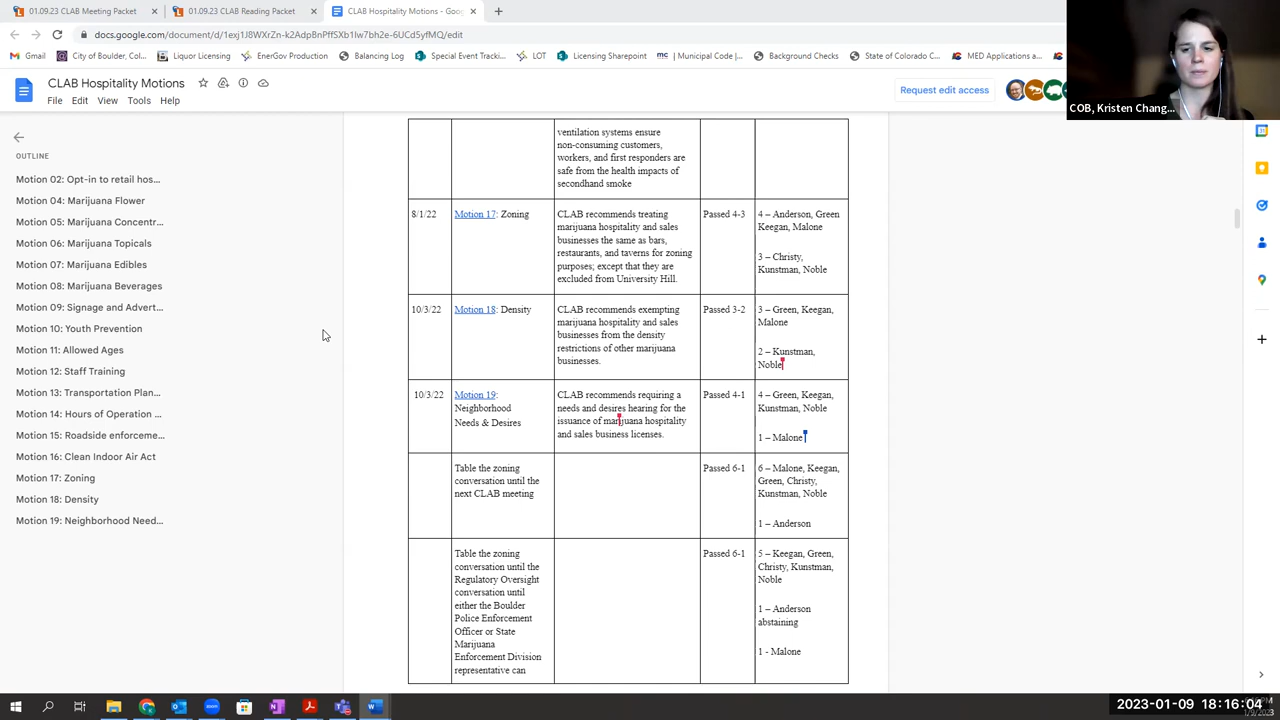 01.09.23 CLAB Meeting Packet
01.09.23 CLAB Reading Packet
CLAB Hospitality Motions - Goo
docs.google.com/document/d/1exj1J8WXrZn-k2AdpBnPffSXb1Iw7bh2e-6UCd5yfMQ/edit
Gmail
City of Boulder, Col...
Liquor Licensing
EnerGov Production
Balancing Log
Special Event Tracki...
LOT
Licensing Sharepoint
mc | Municipal Code /...
Background Checks
State of Colorado C...
MED Applications a
CLAB Hospitality Motions
File Edit View Tools Help
Request edit access
COB, Kristen Chang...
OUTLINE
Motion 02: Opt-in to retail hos...
Motion 04: Marijuana Flower
Motion 05: Marijuana Concentr...
Motion 06: Marijuana Topicals
Motion 07: Marijuana Edibles
Motion 08: Marijuana Beverages
Motion 09: Signage and Advert...
Motion 10: Youth Prevention
Motion 11: Allowed Ages
Motion 12: Staff Training
Motion 13: Transportation Plan...
Motion 14: Hours of Operation ...
Motion 15: Roadside enforceme...
Motion 16: Clean Indoor Air Act
Motion 17: Zoning
Motion 18: Density
Motion 19: Neighborhood Need...
ventilation systems ensure
non-consuming customers,
workers, and first responders are
safe from the health impacts of
secondhand smoke
8/1/22
Motion 17: Zoning
CLAB recommends treating
marijuana hospitality and sales
businesses the same as bars,
restaurants, and taverns for zoning
purposes; except that they are
excluded from University Hill.
Passed 4-3
4 – Anderson, Green
Keegan, Malone
3 – Christy,
Kunstman, Noble
10/3/22
Motion 18: Density
CLAB recommends exempting
marijuana hospitality and sales
businesses from the density
restrictions of other marijuana
businesses.
Passed 3-2
3 – Green, Keegan,
Malone
2 – Kunstman,
Noble
10/3/22
Motion 19:
Neighborhood
Needs & Desires
CLAB recommends requiring a
needs and desires hearing for the
issuance of marijuana hospitality
and sales business licenses.
Passed 4-1
4 – Green, Keegan,
Kunstman, Noble
1 – Malone
Table the zoning
conversation until the
next CLAB meeting
Passed 6-1
6 – Malone, Keegan,
Green, Christy,
Kunstman, Noble
1 – Anderson
Table the zoning
conversation until the
Regulatory Oversight
conversation until
either the Boulder
Police Enforcement
Officer or State
Marijuana
Enforcement Division
representative can
Passed 6-1
5 – Keegan, Green,
Christy, Kunstman,
Noble
1 – Anderson
abstaining
1 - Malone
2023-01-09 18:16:04